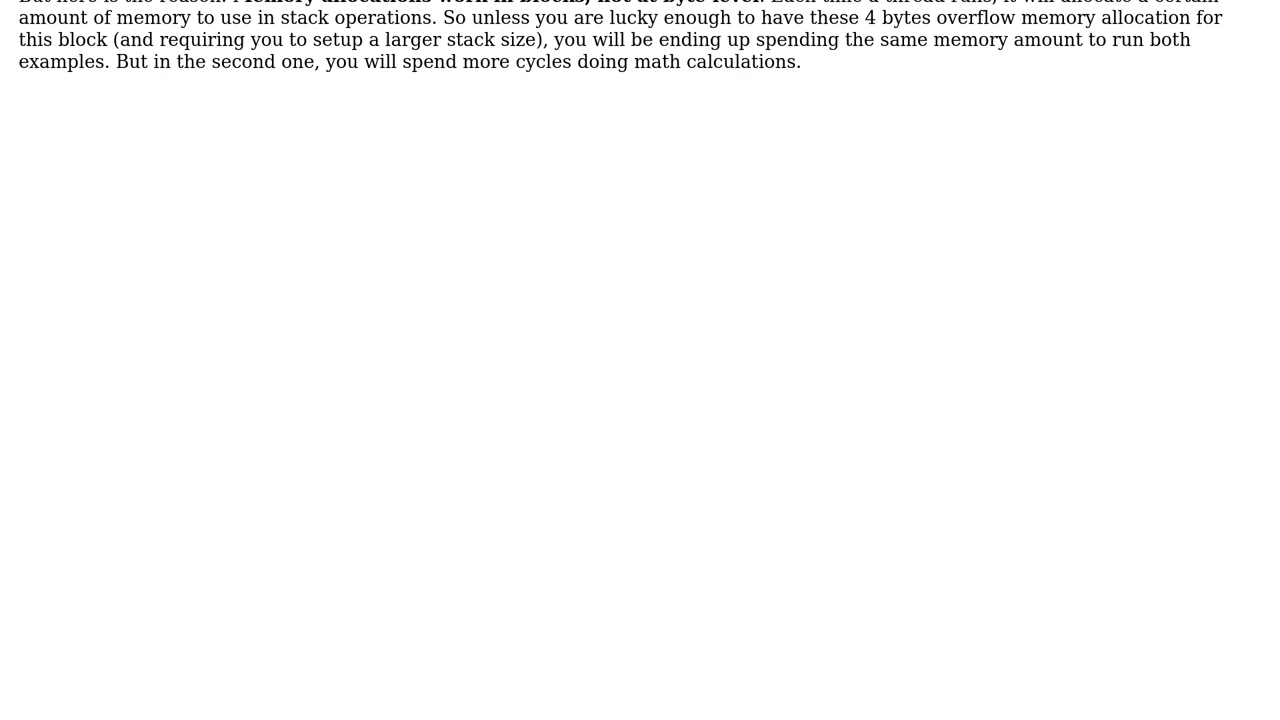 But here is the reason: Memory allocations work in blocks, not at byte level. Each time a thread runs, it will allocate a certain
amount of memory to use in stack operations. So unless you are lucky enough to have these 4 bytes overflow memory allocation for
this block (and requiring you to setup a larger stack size), you will be ending up spending the same memory amount to run both
examples. But in the second one, you will spend more cycles doing math calculations.